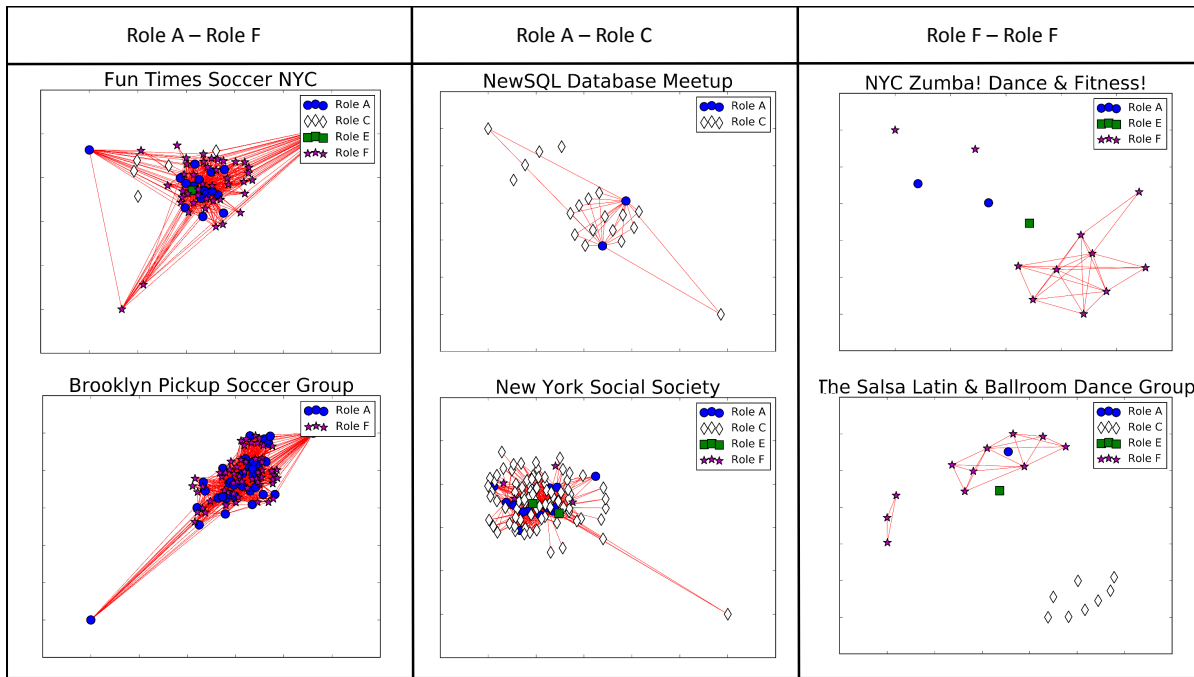 Role A – Role F
Role A – Role C
Role F – Role F
Fun Times Soccer NYC
Role A
Role C
Role E
Role F
NewSQL Database Meetup
Role A
Role C
NYC Zumba! Dance & Fitness!
Role A
Role E
Role F
Brooklyn Pickup Soccer Group
Role A
Role F
New York Social Society
Role A
Role C
Role E
Role F
The Salsa Latin & Ballroom Dance Group
Role A
Role C
Role E
Role F